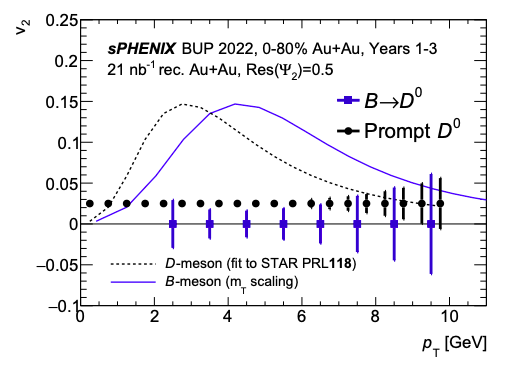 v₂
0.25
sPHENIX BUP 2022, 0-80% Au+Au, Years 1-3
0.2
21 nb⁻¹ rec. Au+Au, Res(Ψ₂)=0.5
0.15
B→D⁰
0.1
Prompt D⁰
0.05
0
−0.05
D-meson (fit to STAR PRL118)
B-meson (m_T scaling)
−0.1
0 2 4 6 8 10
p_T [GeV]